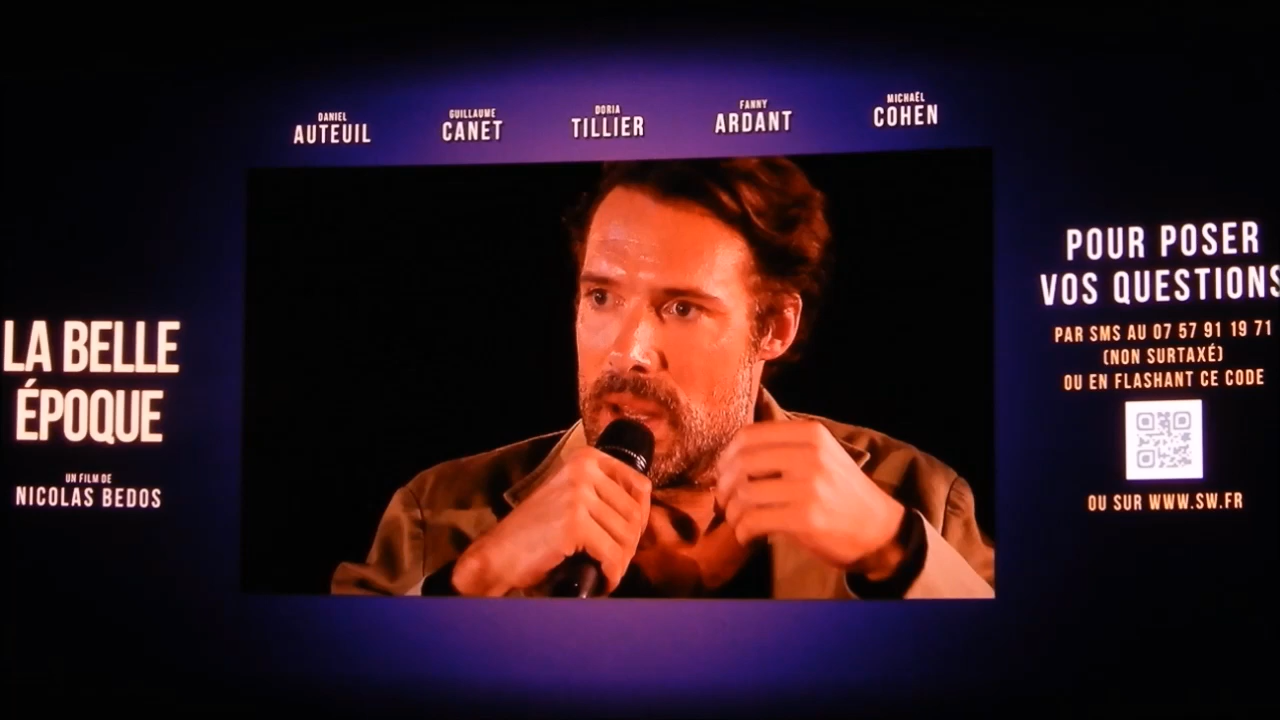 DANIEL
AUTEUIL
GUILLAUME
CANET
DORIA
TILLIER
FANNY
ARDANT
MICHAËL
COHEN
LA BELLE
ÉPOQUE
UN FILM DE
NICOLAS BEDOS
POUR POSER
VOS QUESTIONS
PAR SMS AU 07 57 91 19 71
(NON SURTAXÉ)
OU EN FLASHANT CE CODE
OU SUR WWW.SW.FR